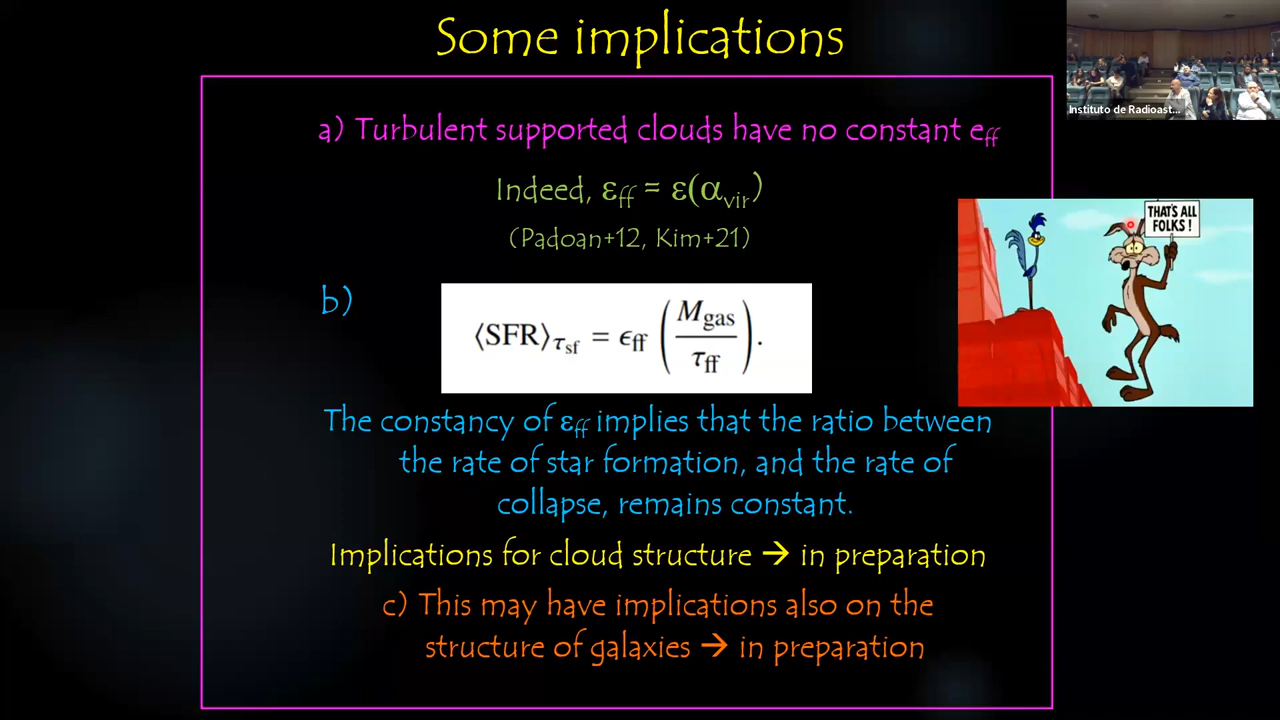 Some implications
Instituto de Radioast...
a) Turbulent supported clouds have no constant eff
Indeed, εff = ε(αvir)
(Padoan+12, Kim+21)
THAT'S ALL
FOLKS !
b)
⟨SFR⟩τsf = ϵff (Mgas/τff).
The constancy of εff implies that the ratio between
the rate of star formation, and the rate of
collapse, remains constant.
Implications for cloud structure → in preparation
c) This may have implications also on the
structure of galaxies → in preparation